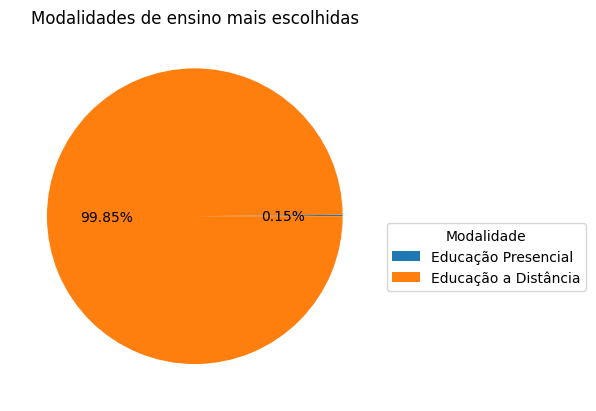 Modalidades de ensino mais escolhidas
99.85%
0.15%
Modalidade
Educação Presencial
Educação a Distância